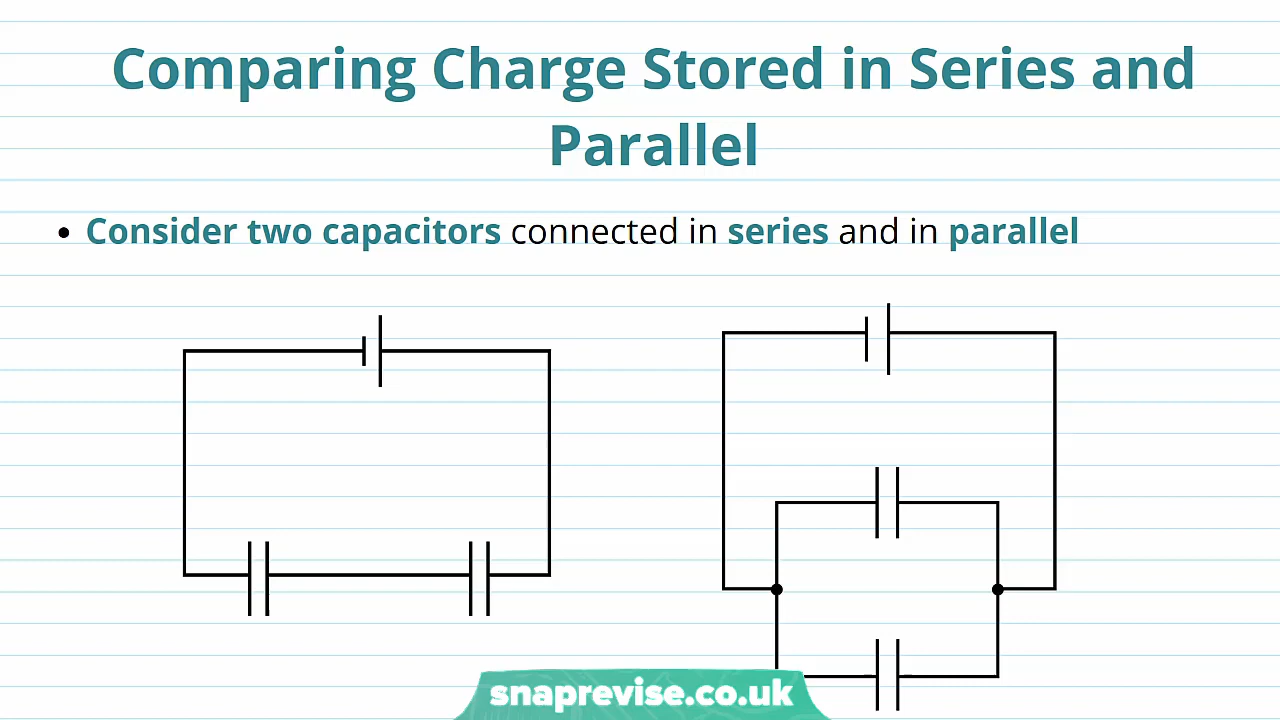 Comparing Charge Stored in Series and
Parallel
• Consider two capacitors connected in series and in parallel
snaprevise.co.uk